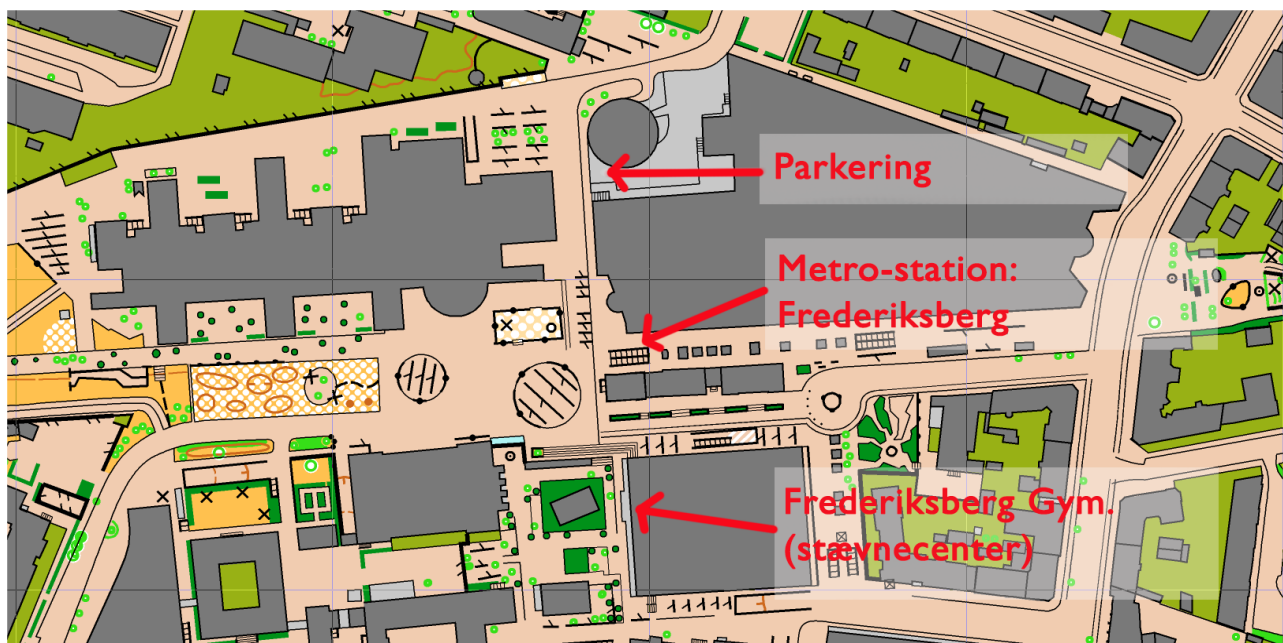 Parkering
Metro-station:
Frederiksberg
Frederiksberg Gym.
(stævnecenter)